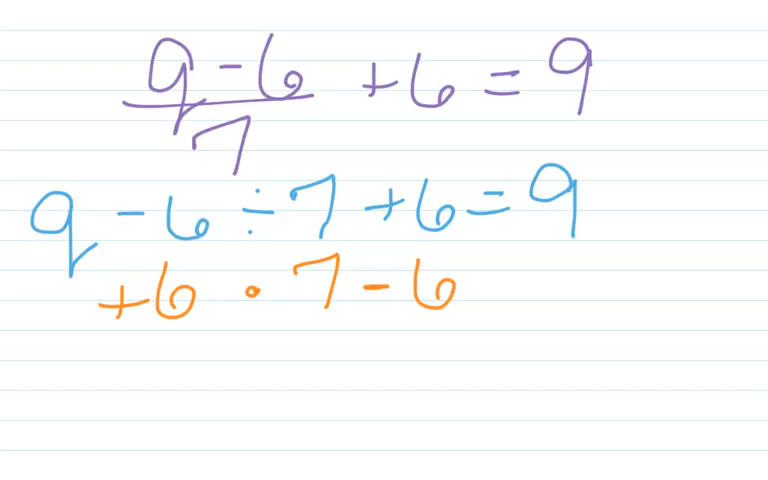 q - 6 + 6 = 9
7
q - 6 ÷ 7 + 6 = 9
+ 6 · 7 - 6